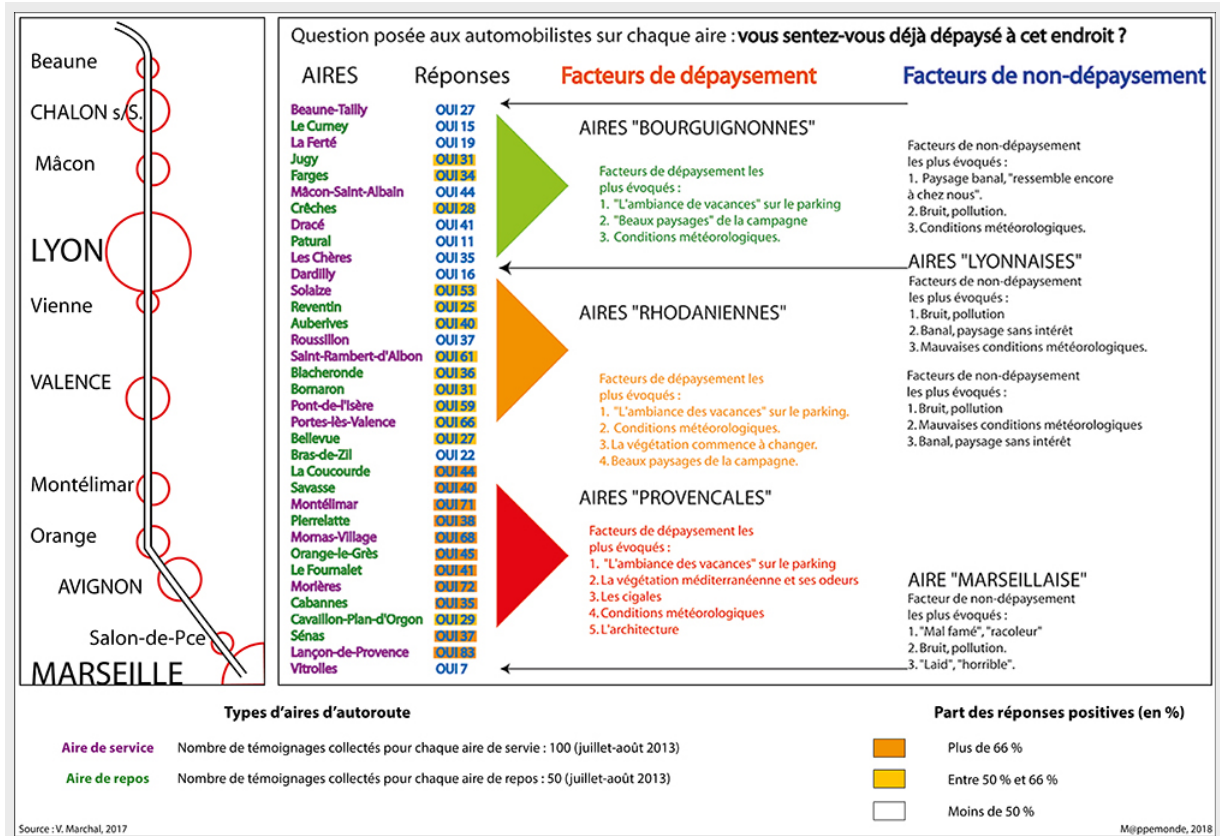 Beaune
CHALON s/S.
Mâcon
LYON
Vienne
VALENCE
Montélimar
Orange
AVIGNON
Salon-de-Pce
MARSEILLE
Question posée aux automobilistes sur chaque aire : vous sentez-vous déjà dépaysé à cet endroit ?
AIRES Réponses Facteurs de dépaysement Facteurs de non-dépaysement
Beaune-Tailly OUI 27
Le Curney OUI 15
La Ferté OUI 19
Jugy OUI 31
Farges OUI 34
Mâcon-Saint-Albain OUI 44
Crêches OUI 28
Dracé OUI 41
Patural OUI 11
Les Chères OUI 35
Dardilly OUI 16
Solaize OUI 53
Reventin OUI 25
Auberives OUI 40
Roussillon OUI 37
Saint-Rambert-d'Albon OUI 61
Blacheronde OUI 36
Bornaron OUI 31
Pont-de-l'Isère OUI 59
Portes-lès-Valence OUI 66
Bellevue OUI 27
Bras-de-Zil OUI 22
La Coucourde OUI 44
Savasse OUI 40
Montélimar OUI 71
Pierrelatte OUI 38
Mornas-Village OUI 68
Orange-le-Grès OUI 45
Le Fournalet OUI 41
Morières OUI 72
Cabannes OUI 35
Cavaillon-Plan-d'Orgon OUI 29
Sénas OUI 37
Lançon-de-Provence OUI 83
Vitrolles OUI 7
AIRES "BOURGUIGNONNES"
Facteurs de dépaysement les
plus évoqués :
1. "L'ambiance de vacances" sur le parking
2. "Beaux paysages" de la campagne
3. Conditions météorologiques.
AIRES "RHODANIENNES"
Facteurs de dépaysement les
plus évoqués :
1. "L'ambiance des vacances" sur le parking.
2. Conditions météorologiques.
3. La végétation commence à changer.
4. Beaux paysages de la campagne.
AIRES "PROVENCALES"
Facteurs de dépaysement les
plus évoqués :
1. "L'ambiance des vacances" sur le parking
2. La végétation méditerranéenne et ses odeurs
3. Les cigales
4. Conditions météorologiques
5. L'architecture
Facteurs de non-dépaysement
les plus évoqués :
1. Paysage banal, "ressemble encore
à chez nous".
2. Bruit, pollution.
3. Conditions météorologiques.
AIRES "LYONNAISES"
Facteurs de non-dépaysement
les plus évoqués :
1. Bruit, pollution
2. Banal, paysage sans intérêt
3. Mauvaises conditions météorologiques.
Facteurs de non-dépaysement
les plus évoqués :
1. Bruit, pollution
2. Mauvaises conditions météorologiques
3. Banal, paysage sans intérêt
AIRE "MARSEILLAISE"
Facteur de non-dépaysement
les plus évoqués :
1. "Mal famé", "racoleur"
2. Bruit, pollution.
3. "Laid", "horrible".
Types d'aires d'autoroute
Aire de service Nombre de témoignages collectés pour chaque aire de servie : 100 (juillet-août 2013)
Aire de repos Nombre de témoignages collectés pour chaque aire de repos : 50 (juillet-août 2013)
Part des réponses positives (en %)
Plus de 66 %
Entre 50 % et 66 %
Moins de 50 %
Source : V. Marchal, 2017
M@ppemonde, 2018